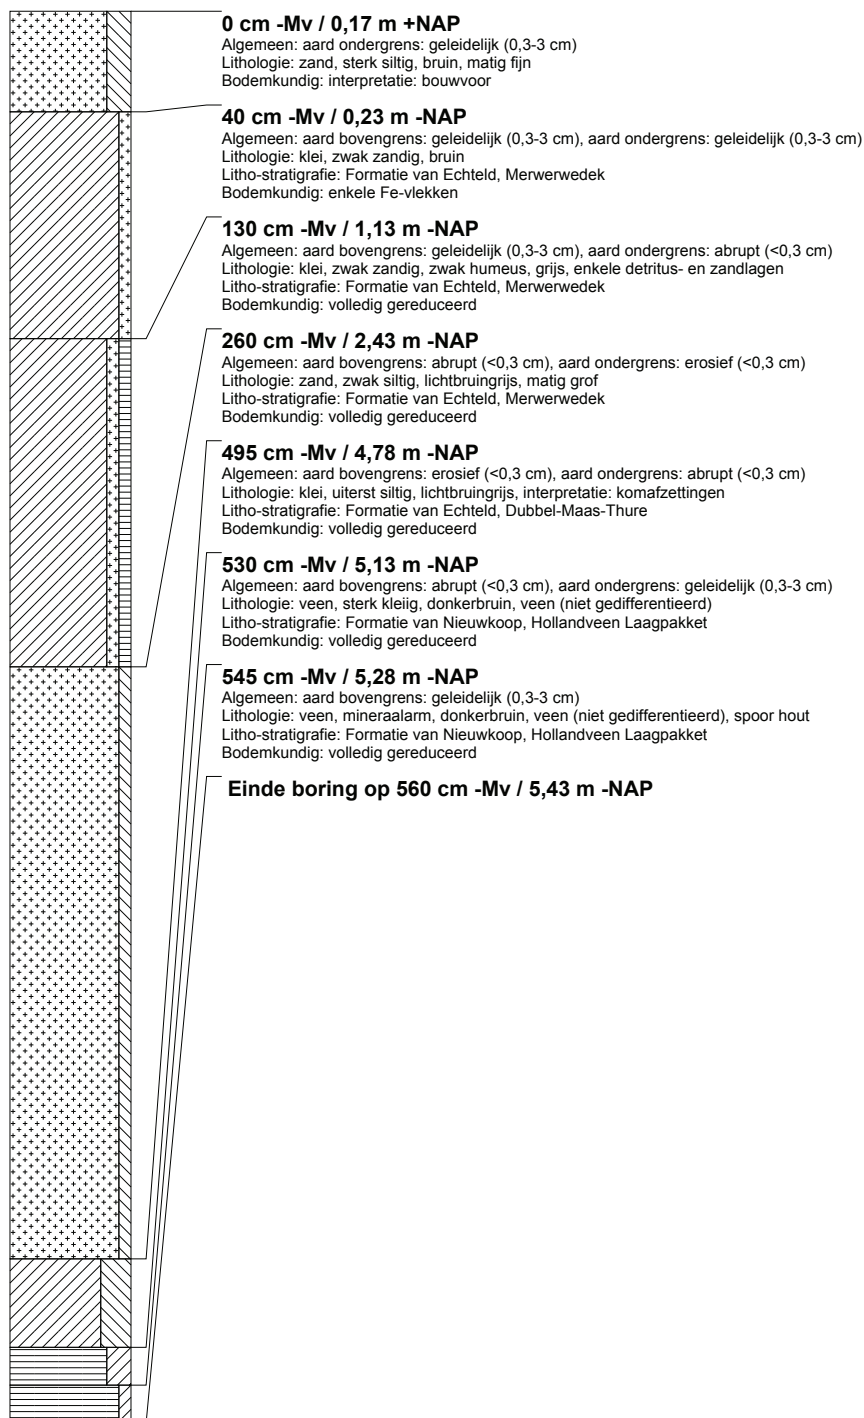 0 cm -Mv / 0,17 m +NAP
Algemeen: aard ondergrens: geleidelijk (0,3-3 cm)
Lithologie: zand, sterk siltig, bruin, matig fijn
Bodemkundig: interpretatie: bouwvoor
40 cm -Mv / 0,23 m -NAP
Algemeen: aard bovengrens: geleidelijk (0,3-3 cm), aard ondergrens: geleidelijk (0,3-3 cm)
Lithologie: klei, zwak zandig, bruin
Litho-stratigrafie: Formatie van Echteld, Merwerwedek
Bodemkundig: enkele Fe-vlekken
130 cm -Mv / 1,13 m -NAP
Algemeen: aard bovengrens: geleidelijk (0,3-3 cm), aard ondergrens: abrupt (<0,3 cm)
Lithologie: klei, zwak zandig, zwak humeus, grijs, enkele detritus- en zandlagen
Litho-stratigrafie: Formatie van Echteld, Merwerwedek
Bodemkundig: volledig gereduceerd
260 cm -Mv / 2,43 m -NAP
Algemeen: aard bovengrens: abrupt (<0,3 cm), aard ondergrens: erosief (<0,3 cm)
Lithologie: zand, zwak siltig, lichtbruingrijs, matig grof
Litho-stratigrafie: Formatie van Echteld, Merwerwedek
Bodemkundig: volledig gereduceerd
495 cm -Mv / 4,78 m -NAP
Algemeen: aard bovengrens: erosief (<0,3 cm), aard ondergrens: abrupt (<0,3 cm)
Lithologie: klei, uiterst siltig, lichtbruingrijs, interpretatie: komafzettingen
Litho-stratigrafie: Formatie van Echteld, Dubbel-Maas-Thure
Bodemkundig: volledig gereduceerd
530 cm -Mv / 5,13 m -NAP
Algemeen: aard bovengrens: abrupt (<0,3 cm), aard ondergrens: geleidelijk (0,3-3 cm)
Lithologie: veen, sterk kleiig, donkerbruin, veen (niet gedifferentieerd)
Litho-stratigrafie: Formatie van Nieuwkoop, Hollandveen Laagpakket
Bodemkundig: volledig gereduceerd
545 cm -Mv / 5,28 m -NAP
Algemeen: aard bovengrens: geleidelijk (0,3-3 cm)
Lithologie: veen, mineraalarm, donkerbruin, veen (niet gedifferentieerd), spoor hout
Litho-stratigrafie: Formatie van Nieuwkoop, Hollandveen Laagpakket
Bodemkundig: volledig gereduceerd
Einde boring op 560 cm -Mv / 5,43 m -NAP